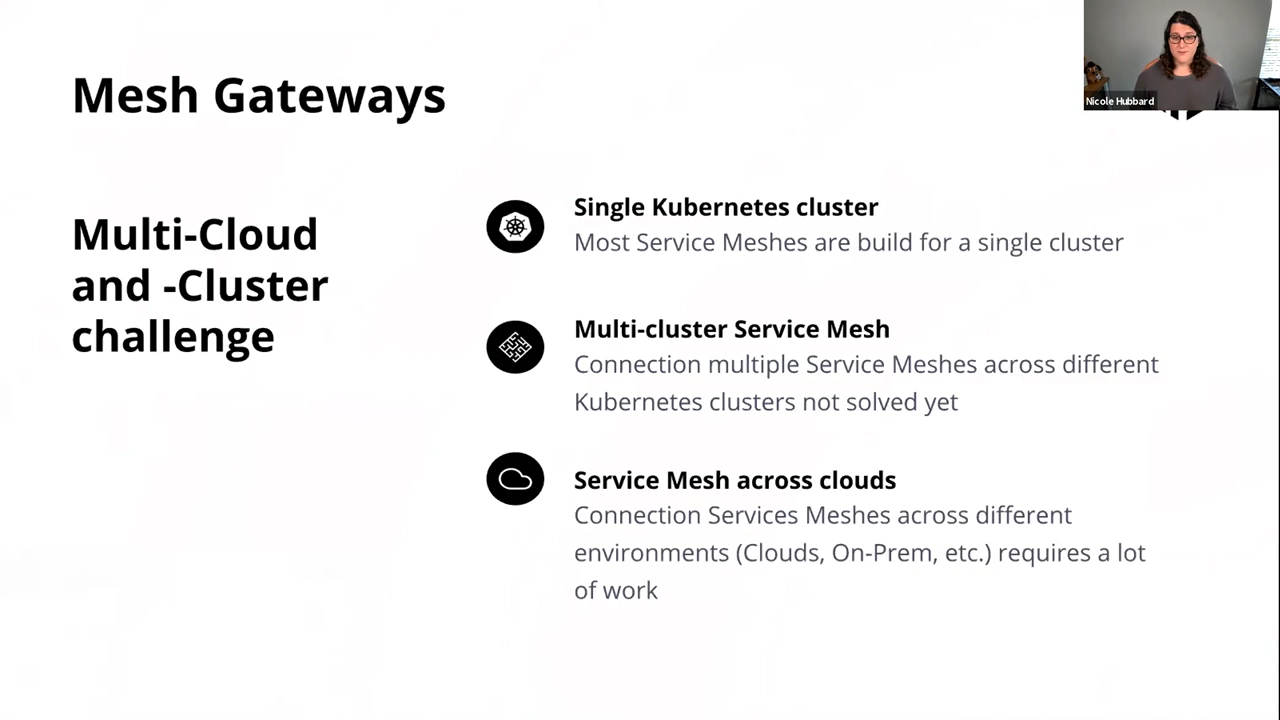 Mesh Gateways
Nicole Hubbard
Multi-Cloud
and -Cluster
challenge
Single Kubernetes cluster
Most Service Meshes are build for a single cluster
Multi-cluster Service Mesh
Connection multiple Service Meshes across different
Kubernetes clusters not solved yet
Service Mesh across clouds
Connection Services Meshes across different
environments (Clouds, On-Prem, etc.) requires a lot
of work